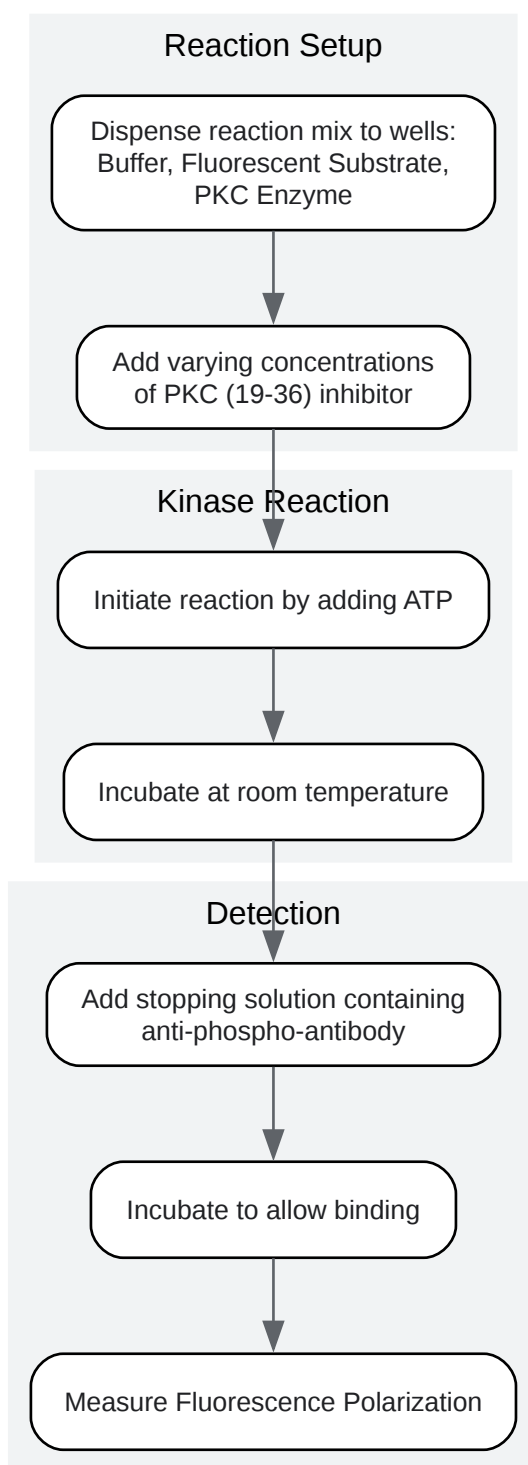 Reaction Setup
Dispense reaction mix to wells:
Buffer, Fluorescent Substrate,
PKC Enzyme
Add varying concentrations
of PKC (19-36) inhibitor
Kinase Reaction
Initiate reaction by adding ATP
Incubate at room temperature
Detection
Add stopping solution containing
anti-phospho-antibody
Incubate to allow binding
Measure Fluorescence Polarization